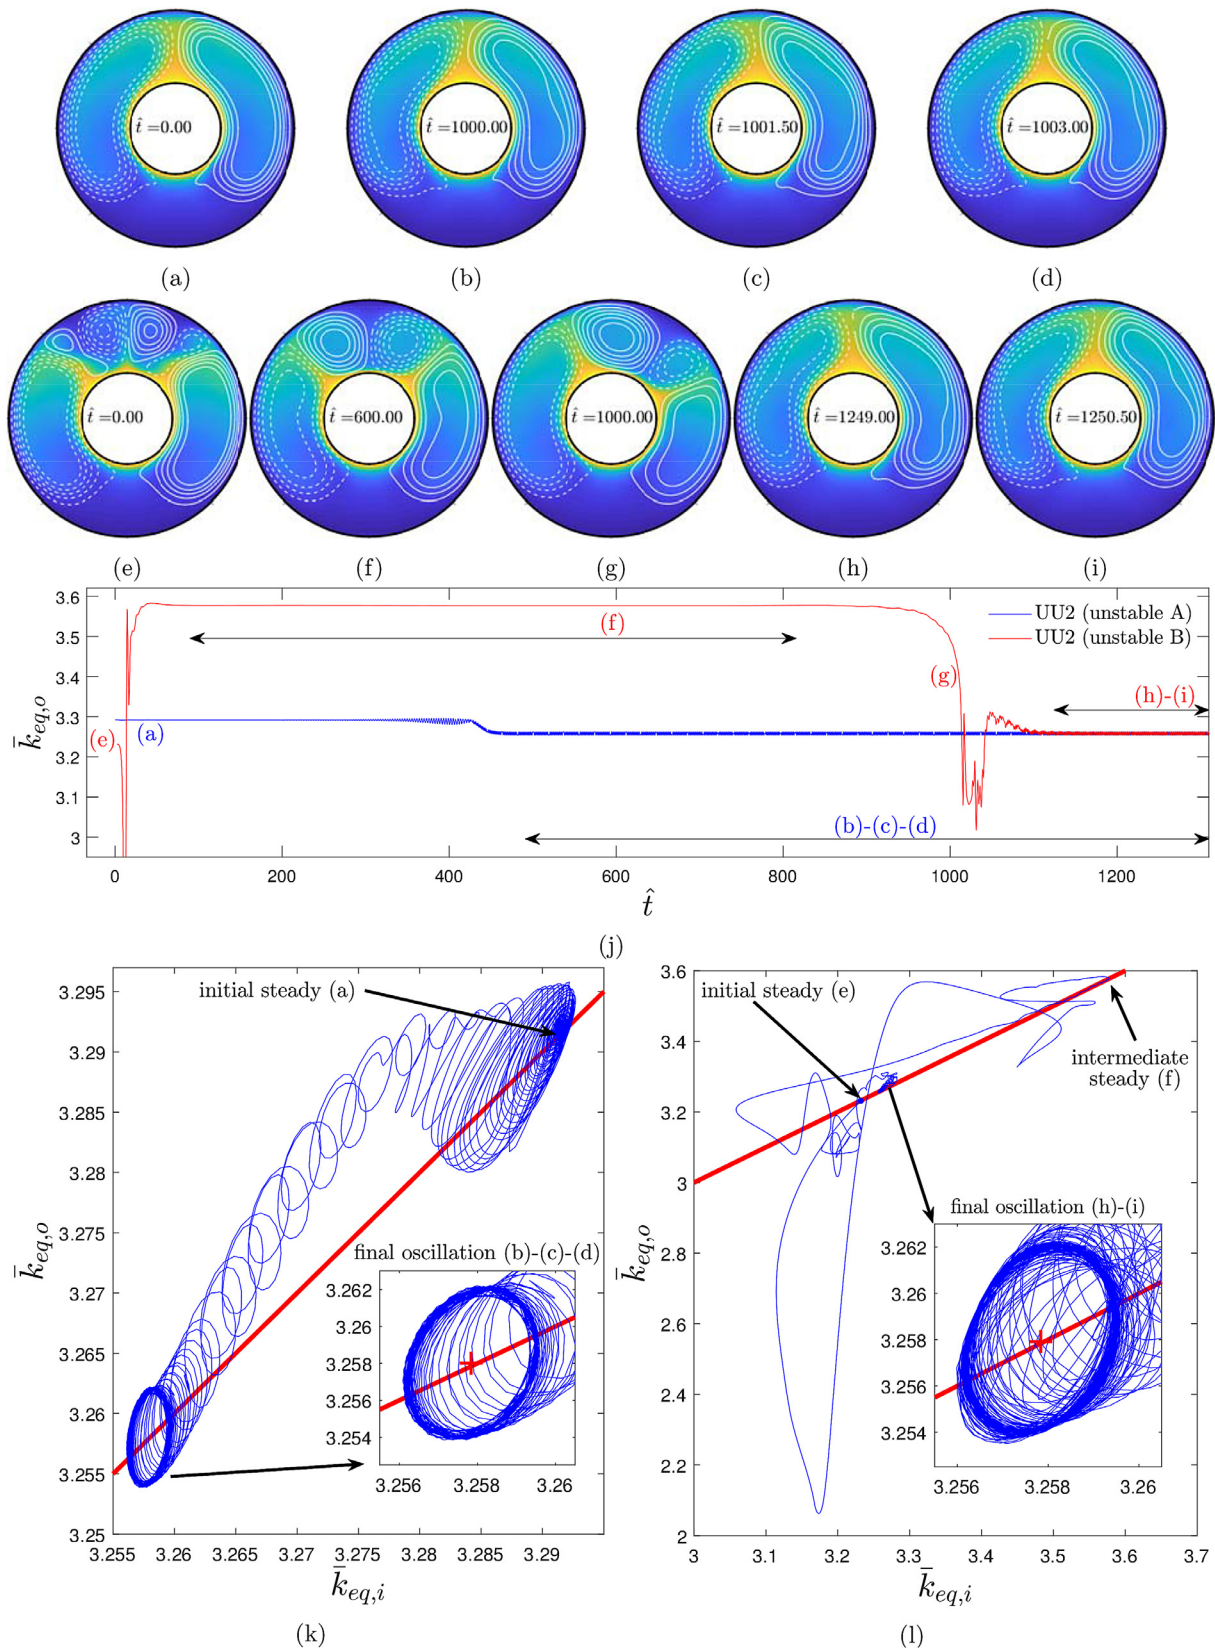 t̂ =0.00
t̂ =1000.00
t̂ =1001.50
t̂ =1003.00
(a)
(b)
(c)
(d)
t̂ =0.00
t̂ =600.00
t̂ =1000.00
t̂ =1249.00
t̂ =1250.50
(e)
(f)
(g)
(h)
(i)
3.6
3.5
3.4
3.3
3.2
3.1
3
k̄eq,o
(e)
(a)
(f)
(g)
(h)-(i)
(b)-(c)-(d)
UU2 (unstable A)
UU2 (unstable B)
0
200
400
600
800
1000
1200
t̂
(j)
3.295
3.29
3.285
3.28
3.275
3.27
3.265
3.26
3.255
3.25
k̄eq,o
initial steady (a)
final oscillation (b)-(c)-(d)
3.262
3.26
3.258
3.256
3.254
3.256
3.258
3.26
3.255
3.26
3.265
3.27
3.275
3.28
3.285
3.29
k̄eq,i
(k)
3.6
3.4
3.2
3
2.8
2.6
2.4
2.2
2
k̄eq,o
initial steady (e)
intermediate
steady (f)
final oscillation (h)-(i)
3.262
3.26
3.258
3.256
3.254
3.256
3.258
3.26
3
3.1
3.2
3.3
3.4
3.5
3.6
3.7
k̄eq,i
(l)